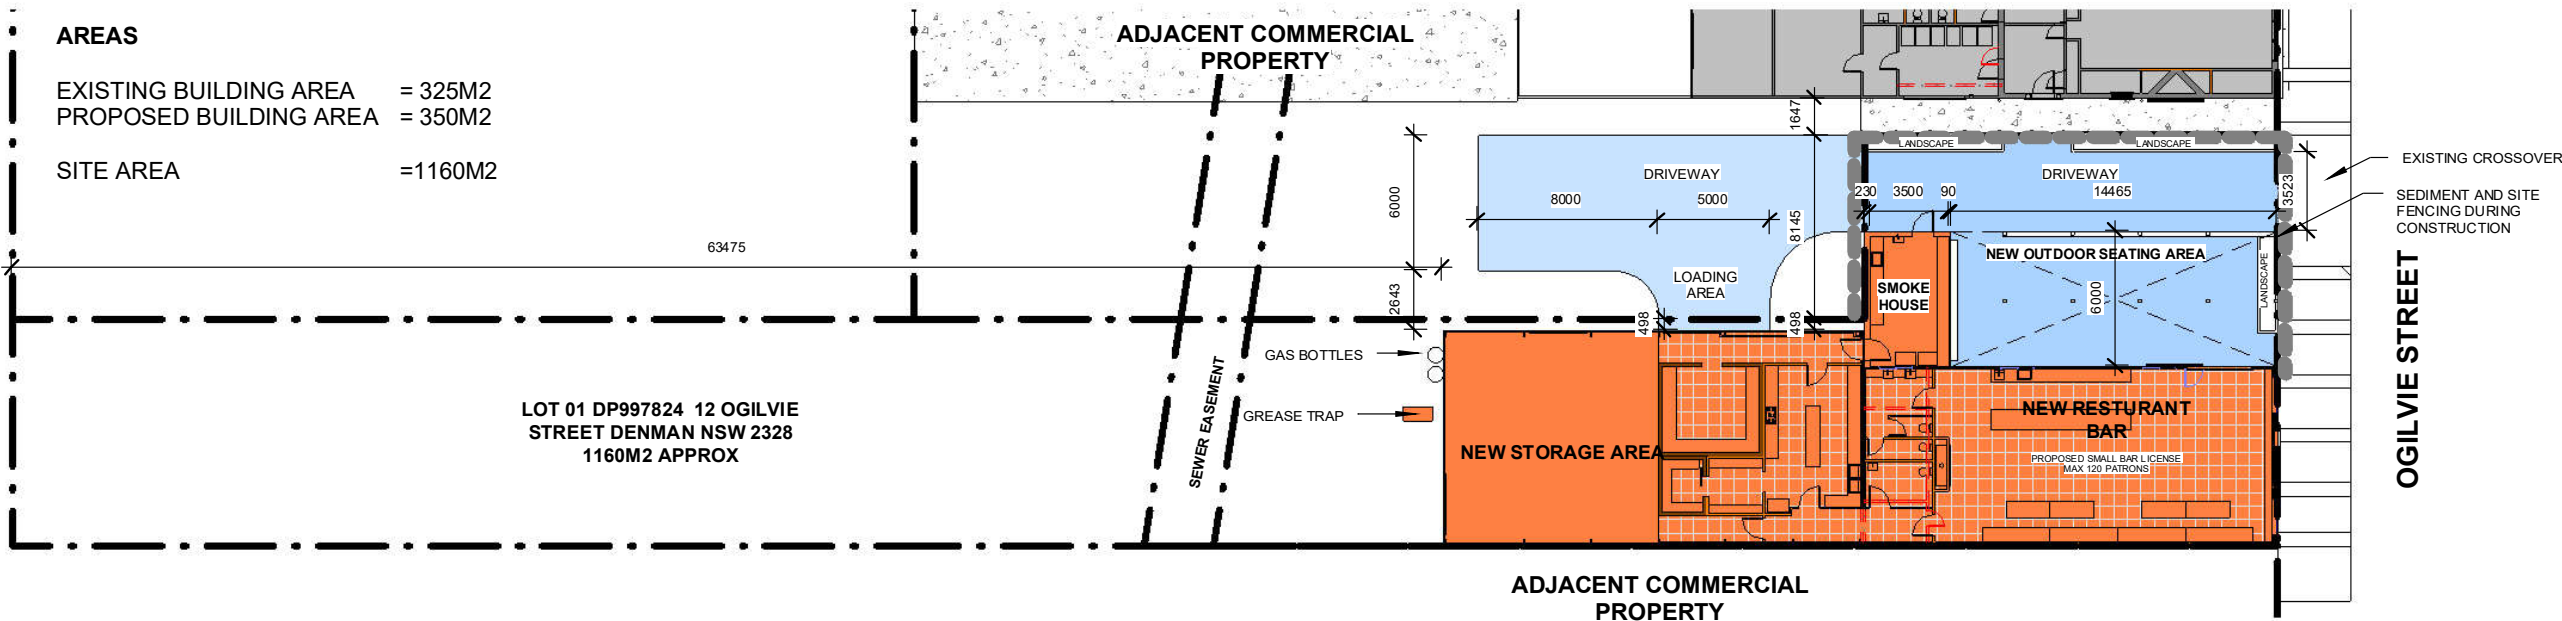 AREAS
EXISTING BUILDING AREA = 325M2
PROPOSED BUILDING AREA = 350M2
SITE AREA =1160M2
ADJACENT COMMERCIAL
PROPERTY
63475
6000
2643
1647
8145
DRIVEWAY
8000
5000
LOADING
AREA
498
498
LANDSCAPE
LANDSCAPE
DRIVEWAY
230
3500
90
14465
3523
NEW OUTDOOR SEATING AREA
SMOKE
HOUSE
6000
LANDSCAPE
EXISTING CROSSOVER
SEDIMENT AND SITE
FENCING DURING
CONSTRUCTION
OGILVIE STREET
GAS BOTTLES
GREASE TRAP
SEWER EASEMENT
LOT 01 DP997824 12 OGILVIE
STREET DENMAN NSW 2328
1160M2 APPROX
NEW STORAGE AREA
NEW RESTURANT
BAR
PROPOSED SMALL BAR LICENSE
MAX 120 PATRONS
ADJACENT COMMERCIAL
PROPERTY